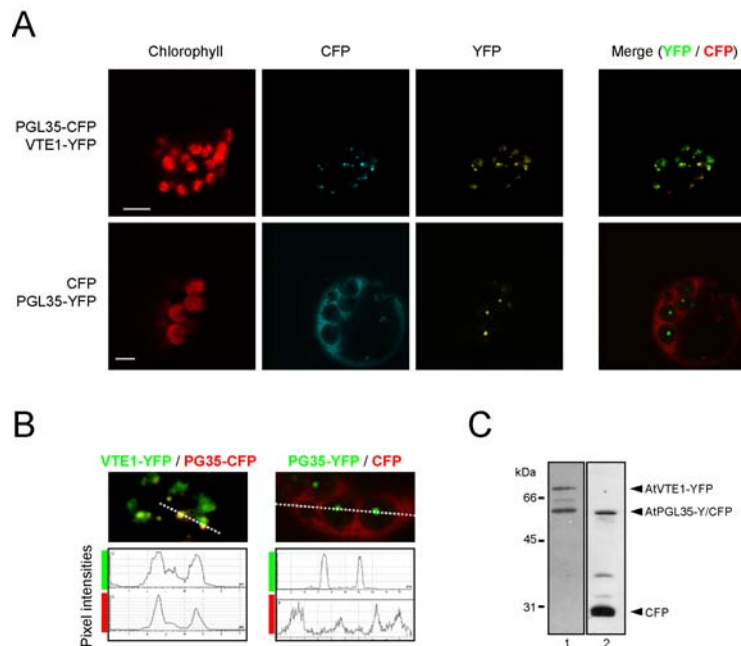 A
Chlorophyll CFP YFP Merge (YFP / CFP)
PGL35-CFP
VTE1-YFP
CFP
PGL35-YFP
B
VTE1-YFP / PG35-CFP PG35-YFP / CFP
Pixel intensities
C
kDa
66
45
31
AtVTE1-YFP
AtPGL35-Y/CFP
CFP
1 2